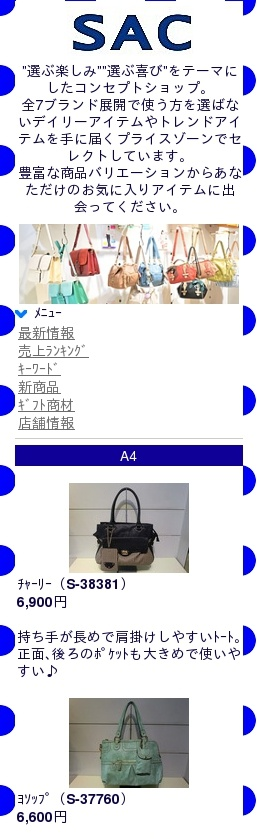 SAC
"選ぶ楽しみ""選ぶ喜び"をテーマに
したコンセプトショップ。
全7ブランド展開で使う方を選ばな
いデイリーアイテムやトレンドアイ
テムを手に届くプライスゾーンでセ
レクトしています。
豊富な商品バリエーションからあな
ただけのお気に入りアイテムに出
会ってください。
ﾒﾆｭｰ
最新情報
売上ﾗﾝｷﾝｸﾞ
ｷｰﾜｰﾄﾞ
新商品
ｷﾞﾌﾄ商材
店舗情報
A4
ﾁｬｰﾘｰ（S-38381）
6,900円
持ち手が長めで肩掛けしやすいﾄｰﾄ。
正面､後ろのﾎﾟｹｯﾄも大きめで使いや
すい♪
ﾖｿｯﾌﾟ（S-37760）
6,600円